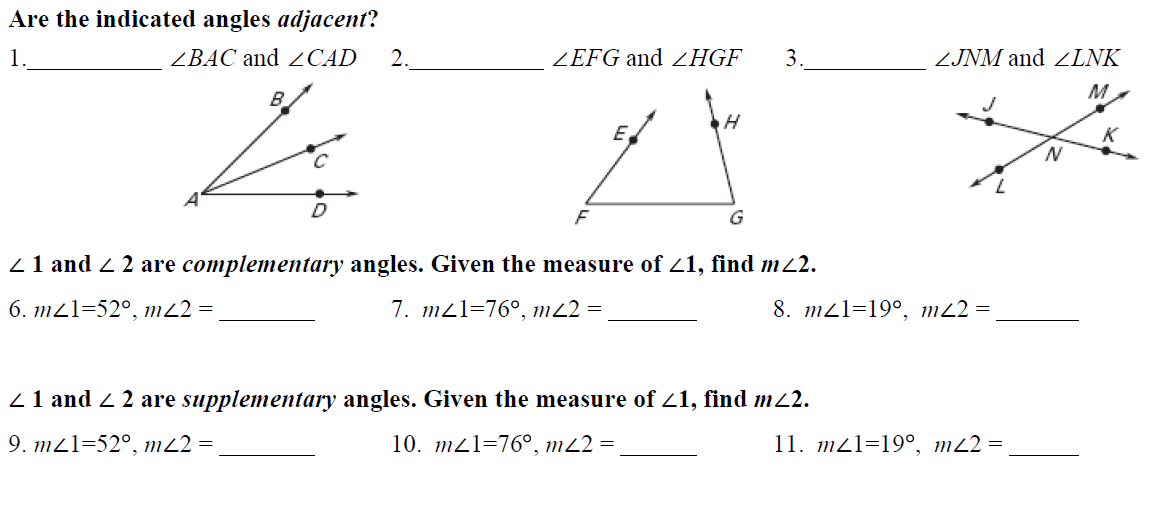 Are the indicated angles adjacent?
1.___________ ∠BAC and ∠CAD 2.___________ ∠EFG and ∠HGF 3.__________ ∠JNM and ∠LNK
B
C
A
D
E
H
F
G
J
M
K
N
L
∠ 1 and ∠ 2 are complementary angles. Given the measure of ∠1, find m∠2.
6. m∠1=52°, m∠2 = ________ 7. m∠1=76°, m∠2 = _______ 8. m∠1=19°, m∠2 = _______
∠ 1 and ∠ 2 are supplementary angles. Given the measure of ∠1, find m∠2.
9. m∠1=52°, m∠2 = ________ 10. m∠1=76°, m∠2 = ______ 11. m∠1=19°, m∠2 = ______